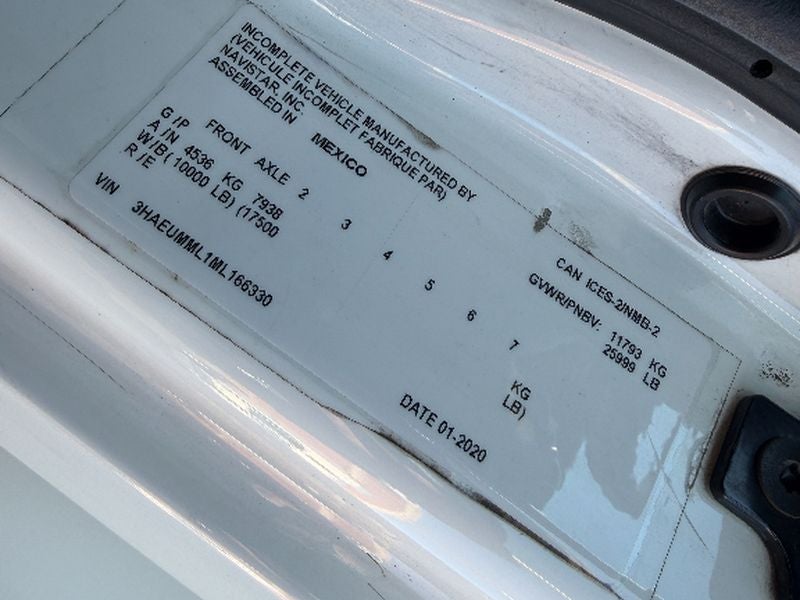 INCOMPLETE VEHICLE MANUFACTURED BY
(VEHICULE INCOMPLET FABRIQUE PAR)
NAVISTAR, INC.
ASSEMBLED IN MEXICO
CAN ICES-2/NMB-2
GVWR/PNBV: 11793 KG
25999 LB
G/P FRONT AXLE 2 3 4 5 6 7
A/N 4536 KG 7938 KG
W/B( 10000 LB) (17500 LB)
R/E
VIN 3HAEUMML1ML166330 DATE 01-2020